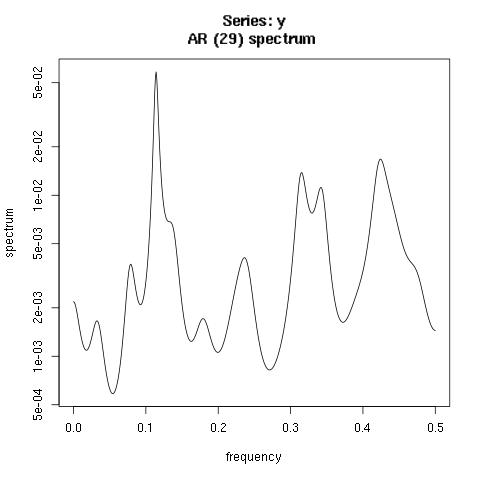 Series: y
AR (29) spectrum
5e-02
2e-02
1e-02
5e-03
2e-03
1e-03
5e-04
spectrum
0.0 0.1 0.2 0.3 0.4 0.5
frequency